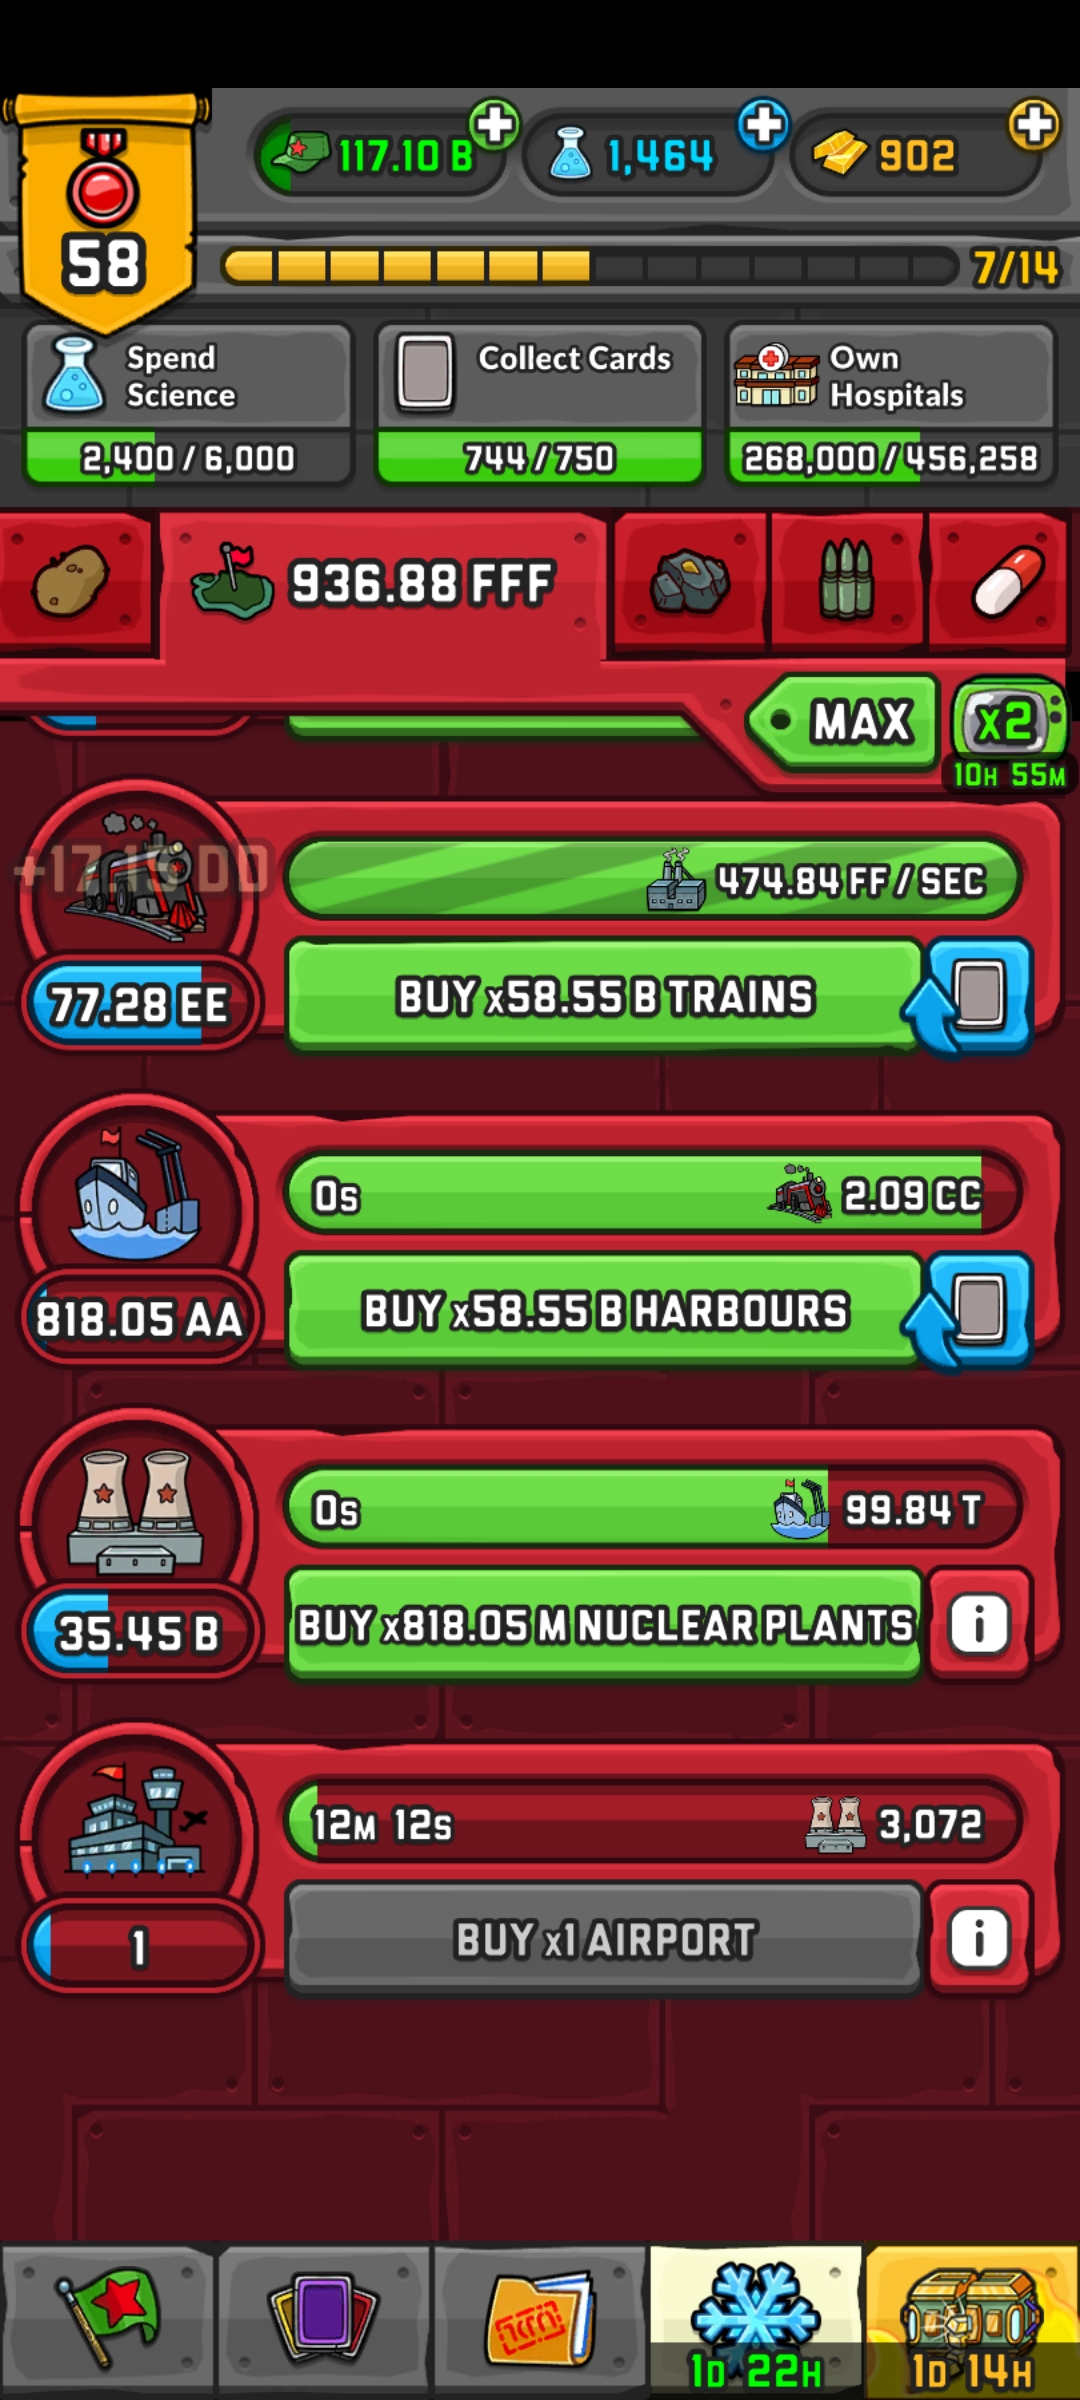 117.10 B
1,464
902
58
7/14
Spend
Science
2,400 / 6,000
Collect Cards
744 / 750
Own
Hospitals
268,000 / 456,258
936.88 FFF
MAX
x2
10H 55M
474.84 FF / SEC
77.28 EE
BUY x58.55 B TRAINS
0s
2.09 CC
818.05 AA
BUY x58.55 B HARBOURS
0s
99.84 T
35.45 B
BUY x818.05 M NUCLEAR PLANTS
i
12M 12s
3,072
1
BUY x1 AIRPORT
i
1D 22H
1D 14H